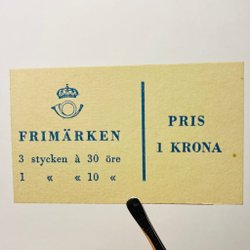 FRIMÄRKEN
3 stycken à 30 öre
1 « « 10 «
PRIS
1 KRONA